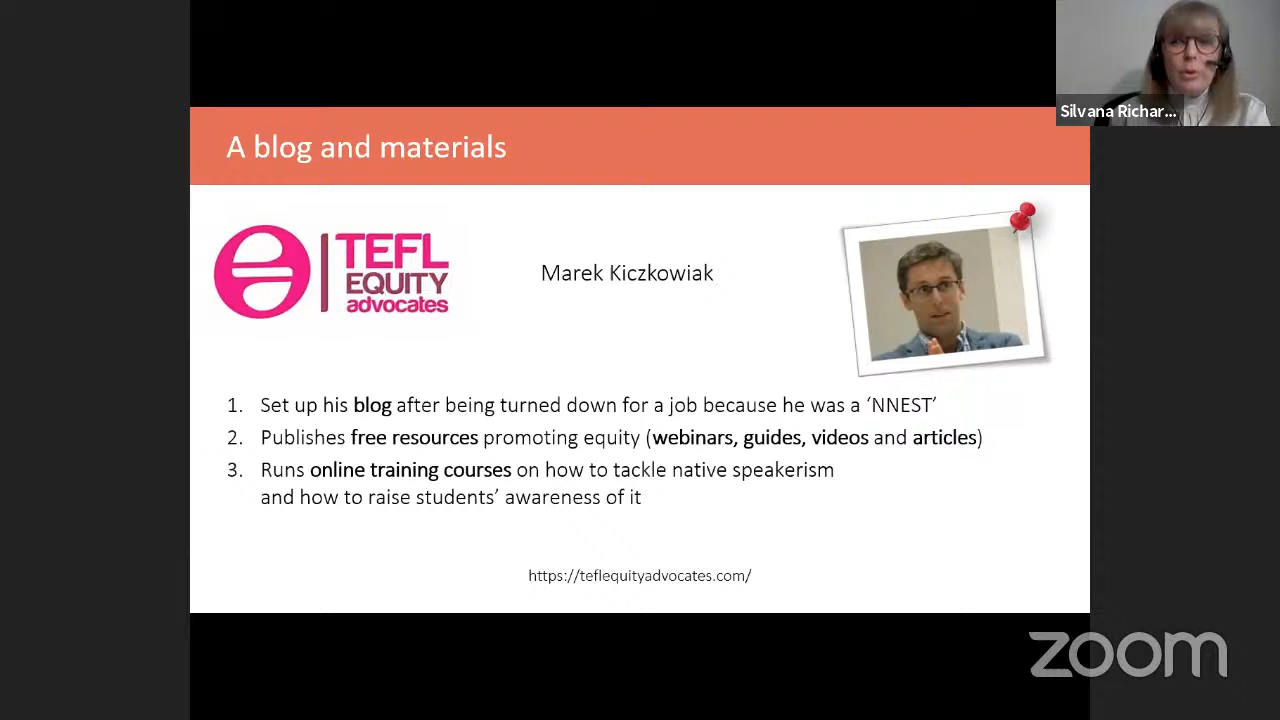 Silvana Richar...
A blog and materials
TEFL
EQUITY
advocates
Marek Kiczkowiak
1. Set up his blog after being turned down for a job because he was a ‘NNEST’
2. Publishes free resources promoting equity (webinars, guides, videos and articles)
3. Runs online training courses on how to tackle native speakerism
and how to raise students’ awareness of it
https://teflequityadvocates.com/
zoom